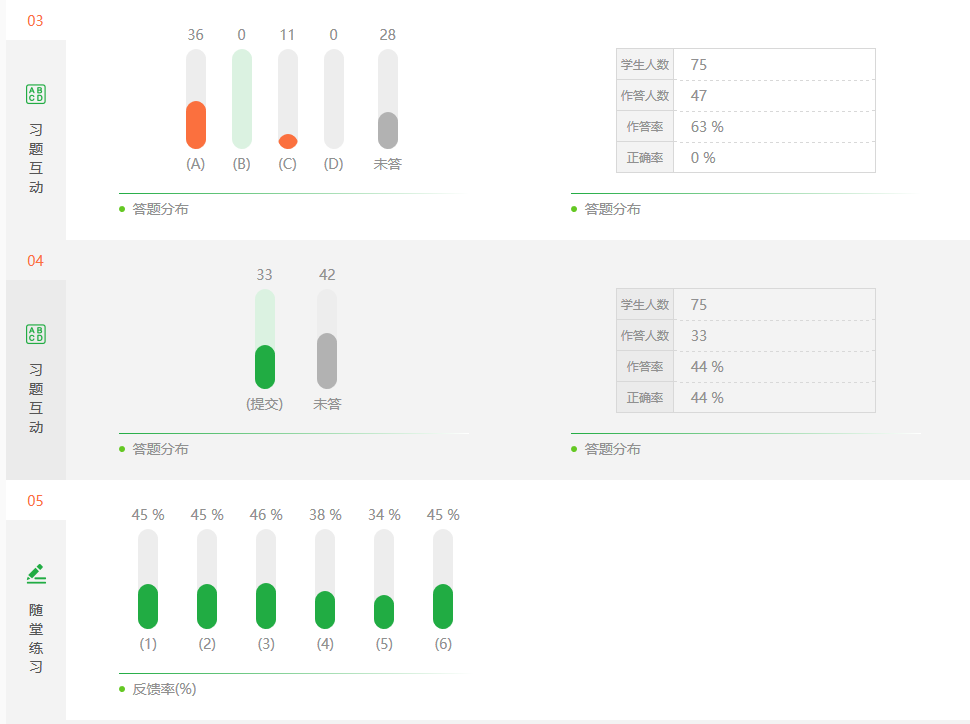 03
ABCD
习题互动
36 0 11 0 28
(A) (B) (C) (D) 未答
答题分布
学生人数 75
作答人数 47
作答率 63 %
正确率 0 %
答题分布
04
ABCD
习题互动
33 42
(提交) 未答
答题分布
学生人数 75
作答人数 33
作答率 44 %
正确率 44 %
答题分布
05
随堂练习
45 % 45 % 46 % 38 % 34 % 45 %
(1) (2) (3) (4) (5) (6)
反馈率(%)